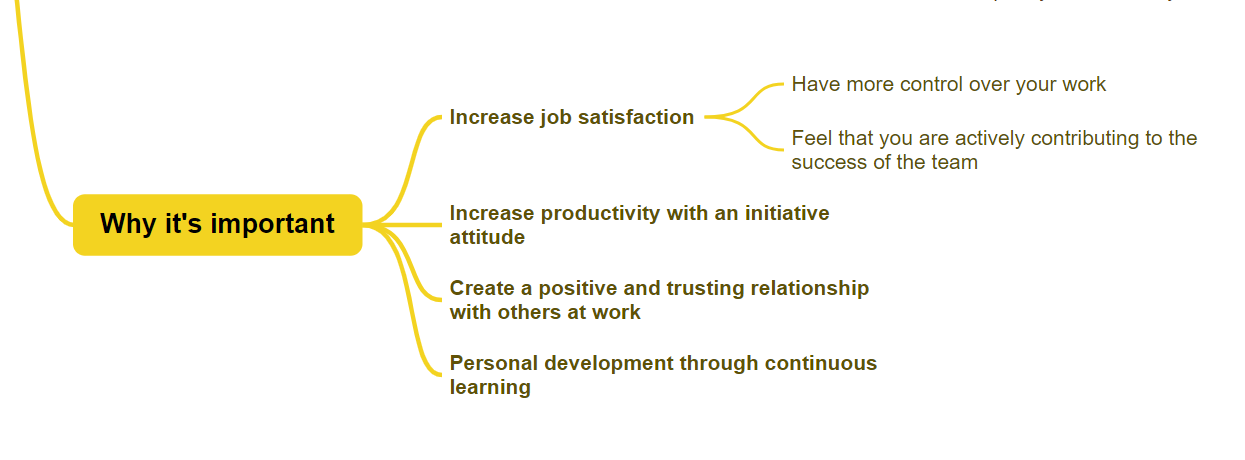 Have more control over your work
Increase job satisfaction
Feel that you are actively contributing to the
success of the team
Why it's important
Increase productivity with an initiative
attitude
Create a positive and trusting relationship
with others at work
Personal development through continuous
learning